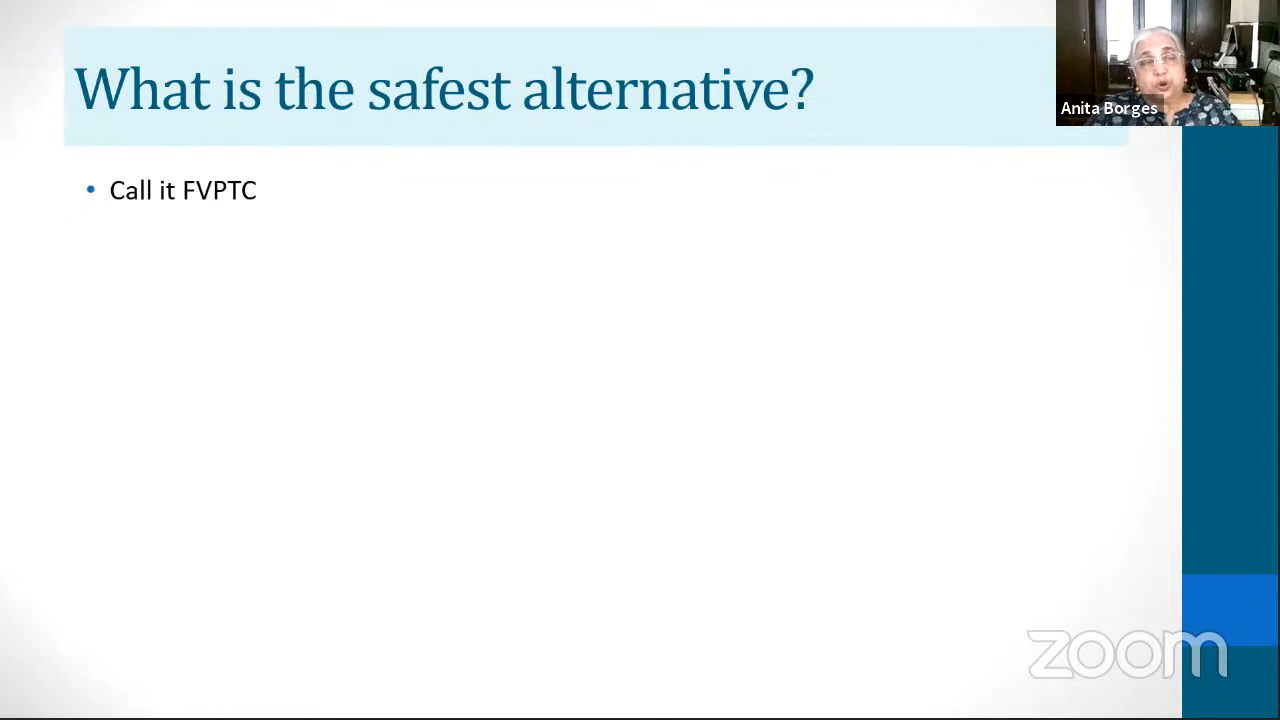 What is the safest alternative?
Anita Borges
• Call it FVPTC
zoom